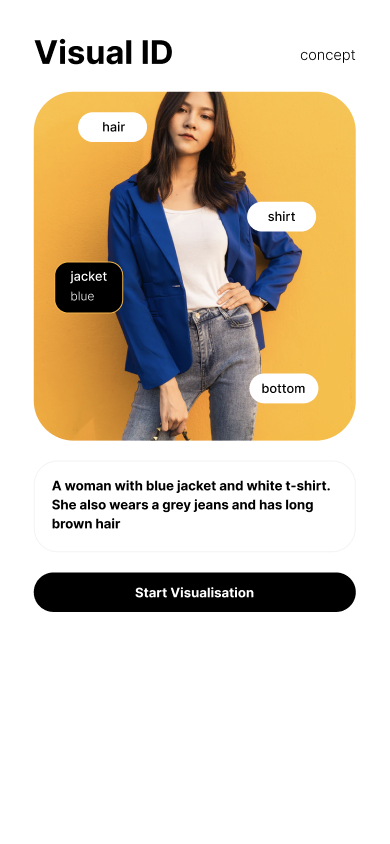 Visual ID
concept
hair
shirt
jacket
blue
bottom
A woman with blue jacket and white t-shirt.
She also wears a grey jeans and has long
brown hair
Start Visualisation